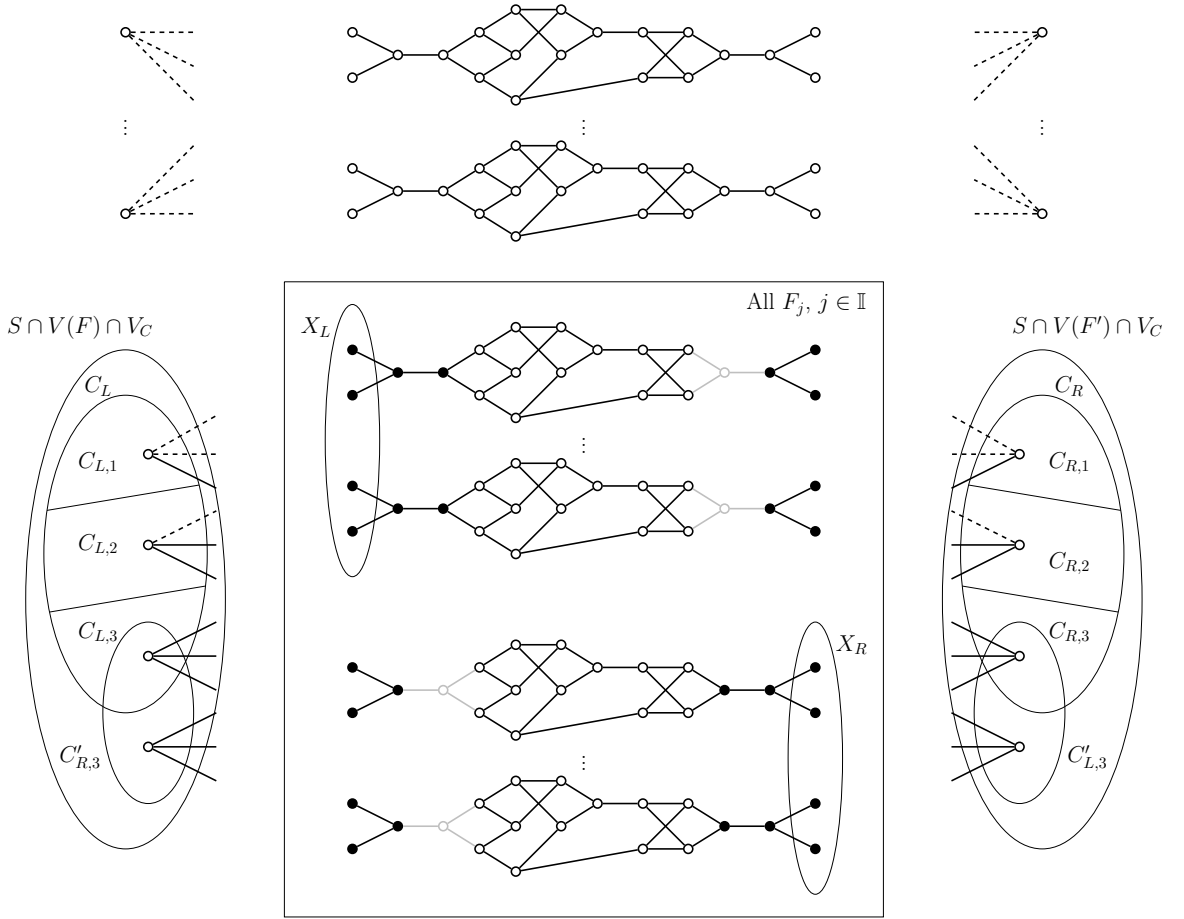 ⋮
⋮
⋮
All F_j, j ∈ 𝕀
S ∩ V(F) ∩ V_C
X_L
S ∩ V(F′) ∩ V_C
C_L
C_R
⋮
C_{L,1}
C_{R,1}
C_{L,2}
C_{R,2}
C_{L,3}
C_{R,3}
X_R
C′_{R,3}
⋮
C′_{L,3}